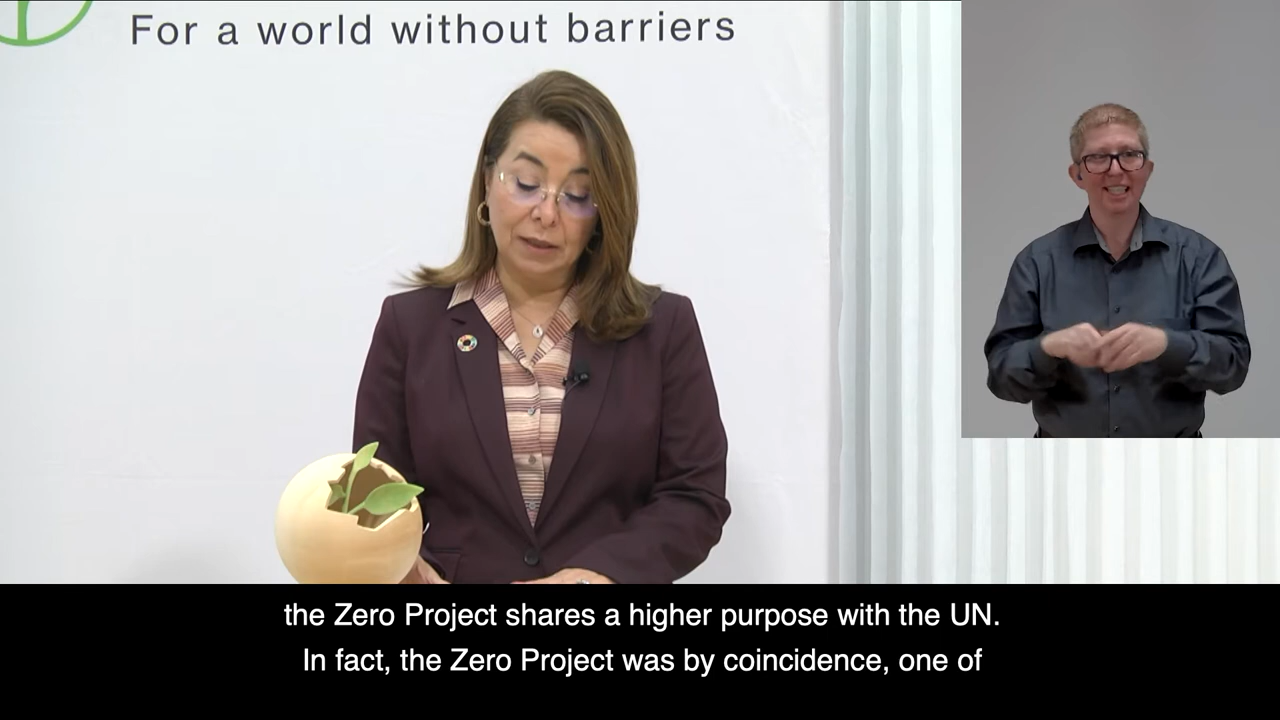 For a world without barriers
the Zero Project shares a higher purpose with the UN.
In fact, the Zero Project was by coincidence, one of